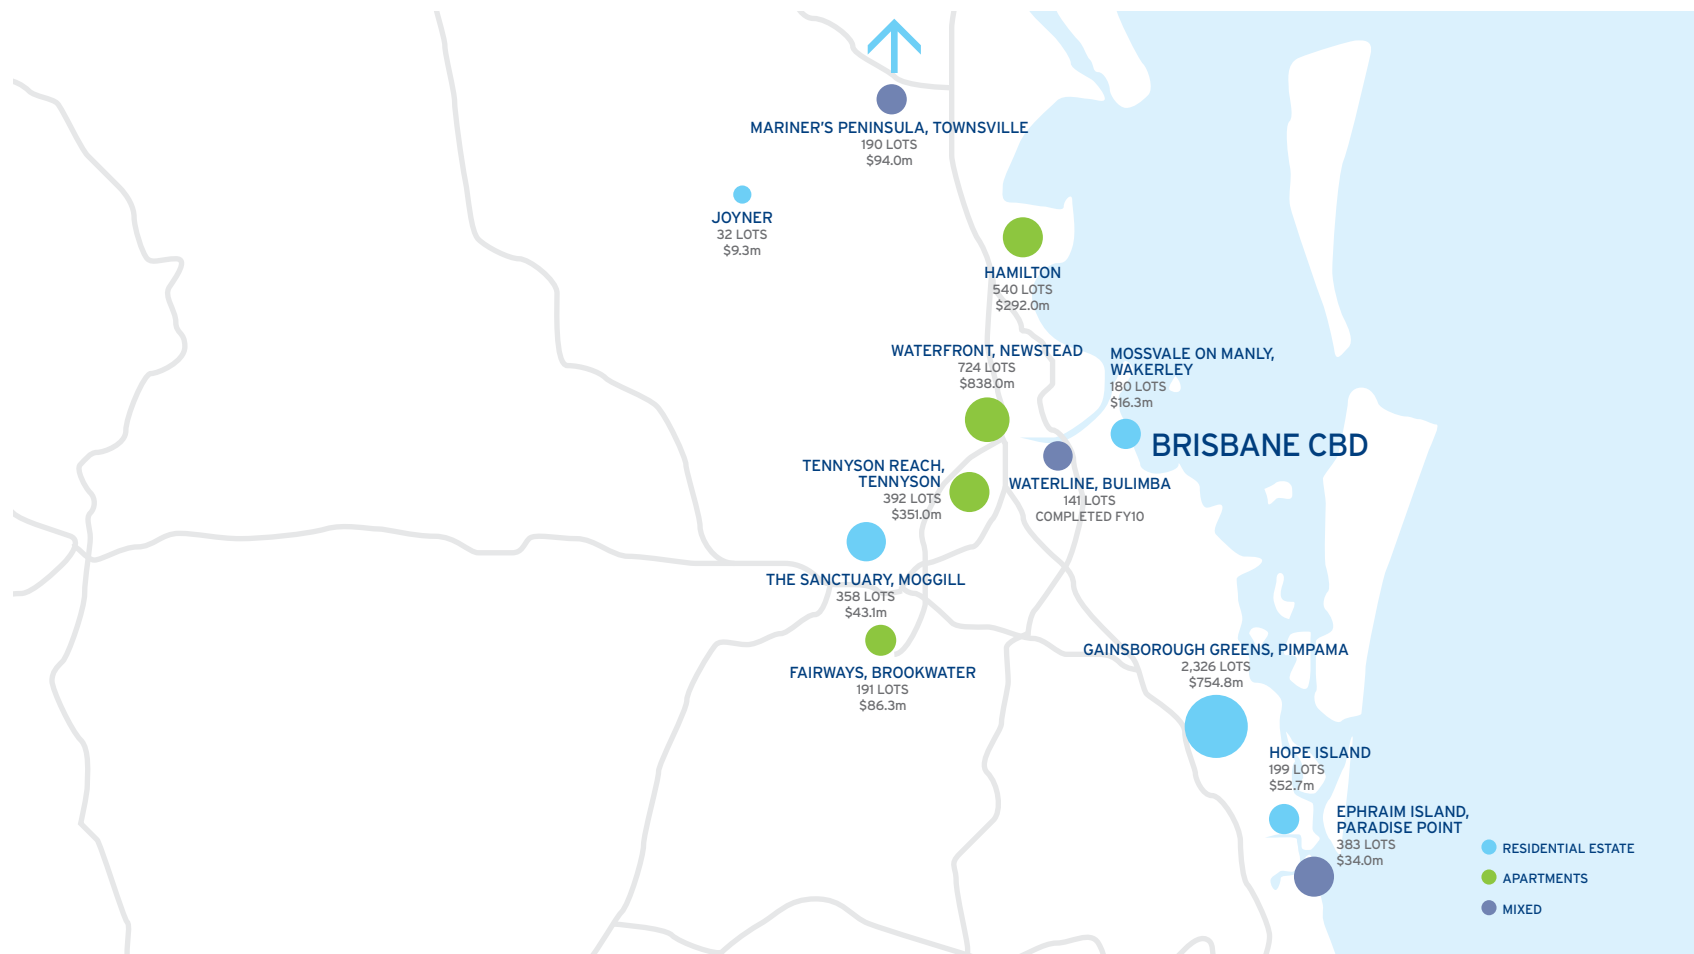 MARINER'S PENINSULA, TOWNSVILLE
190 LOTS
$94.0m
JOYNER
32 LOTS
$9.3m
HAMILTON
540 LOTS
$292.0m
WATERFRONT, NEWSTEAD
724 LOTS
$838.0m
MOSSVALE ON MANLY,
WAKERLEY
180 LOTS
$16.3m
BRISBANE CBD
TENNYSON REACH,
TENNYSON
392 LOTS
$351.0m
WATERLINE, BULIMBA
141 LOTS
COMPLETED FY10
THE SANCTUARY, MOGGILL
358 LOTS
$43.1m
FAIRWAYS, BROOKWATER
191 LOTS
$86.3m
GAINSBOROUGH GREENS, PIMPAMA
2,326 LOTS
$754.8m
HOPE ISLAND
199 LOTS
$52.7m
EPHRAIM ISLAND,
PARADISE POINT
383 LOTS
$34.0m
RESIDENTIAL ESTATE
APARTMENTS
MIXED